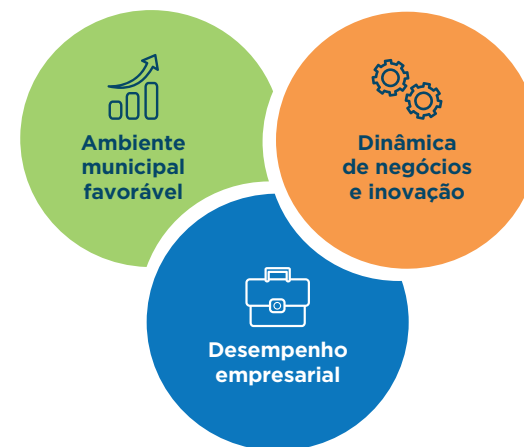 Ambiente
municipal
favorável
Dinâmica
de negócios
e inovação
Desempenho
empresarial